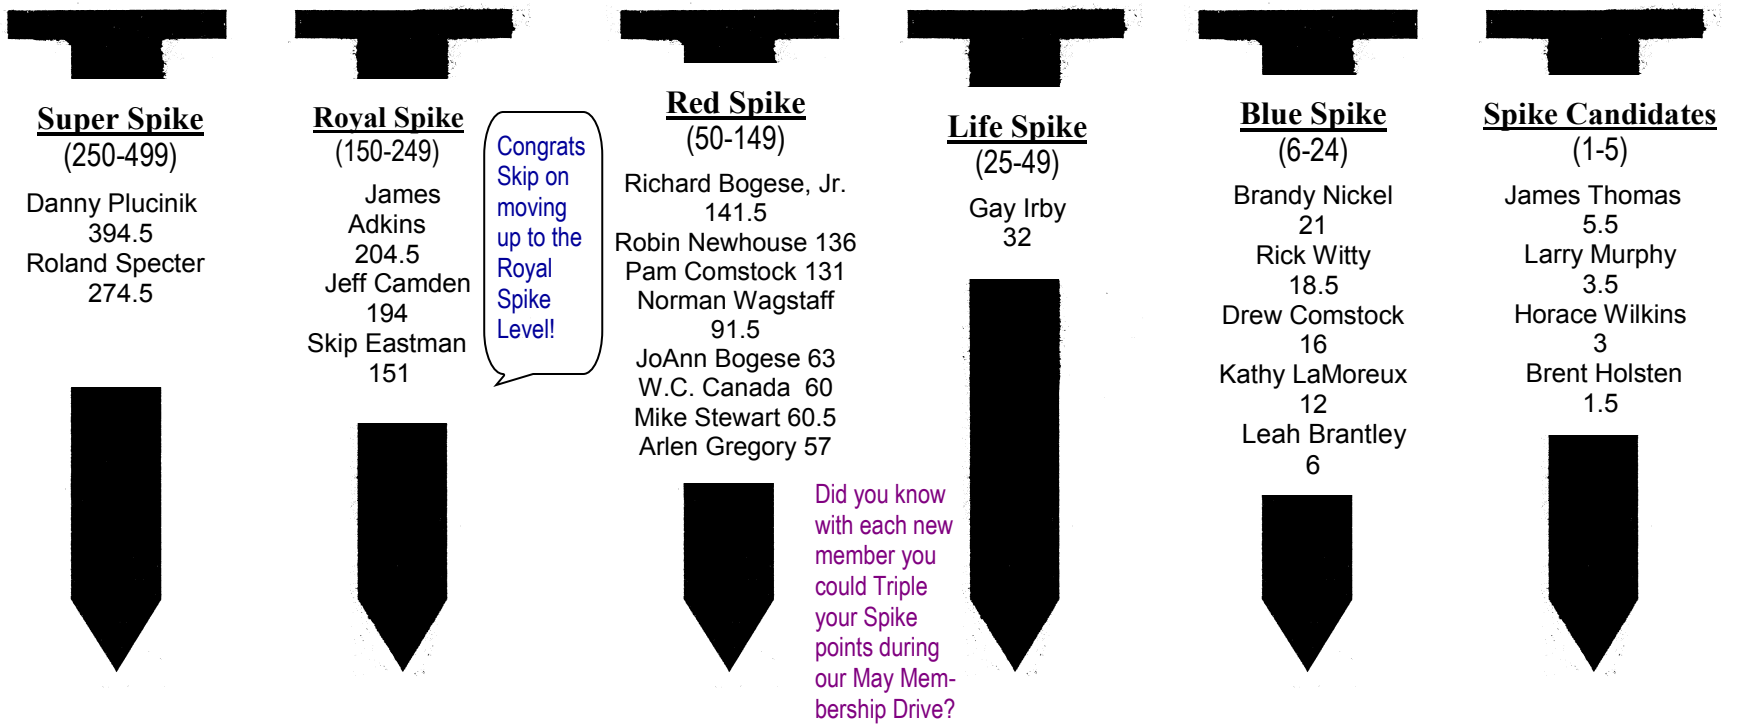 Super Spike
(250-499)
Danny Plucinik
394.5
Roland Specter
274.5
Royal Spike
(150-249)
James
Adkins
204.5
Jeff Camden
194
Skip Eastman
151
Congrats
Skip on
moving
up to the
Royal
Spike
Level!
Red Spike
(50-149)
Richard Bogese, Jr.
141.5
Robin Newhouse 136
Pam Comstock 131
Norman Wagstaff
91.5
JoAnn Bogese 63
W.C. Canada  60
Mike Stewart 60.5
Arlen Gregory 57
Did you know
with each new
member you
could Triple
your Spike
points during
our May Mem-
bership Drive?
Life Spike
(25-49)
Gay Irby
32
Blue Spike
(6-24)
Brandy Nickel
21
Rick Witty
18.5
Drew Comstock
16
Kathy LaMoreux
12
Leah Brantley
6
Spike Candidates
(1-5)
James Thomas
5.5
Larry Murphy
3.5
Horace Wilkins
3
Brent Holsten
1.5